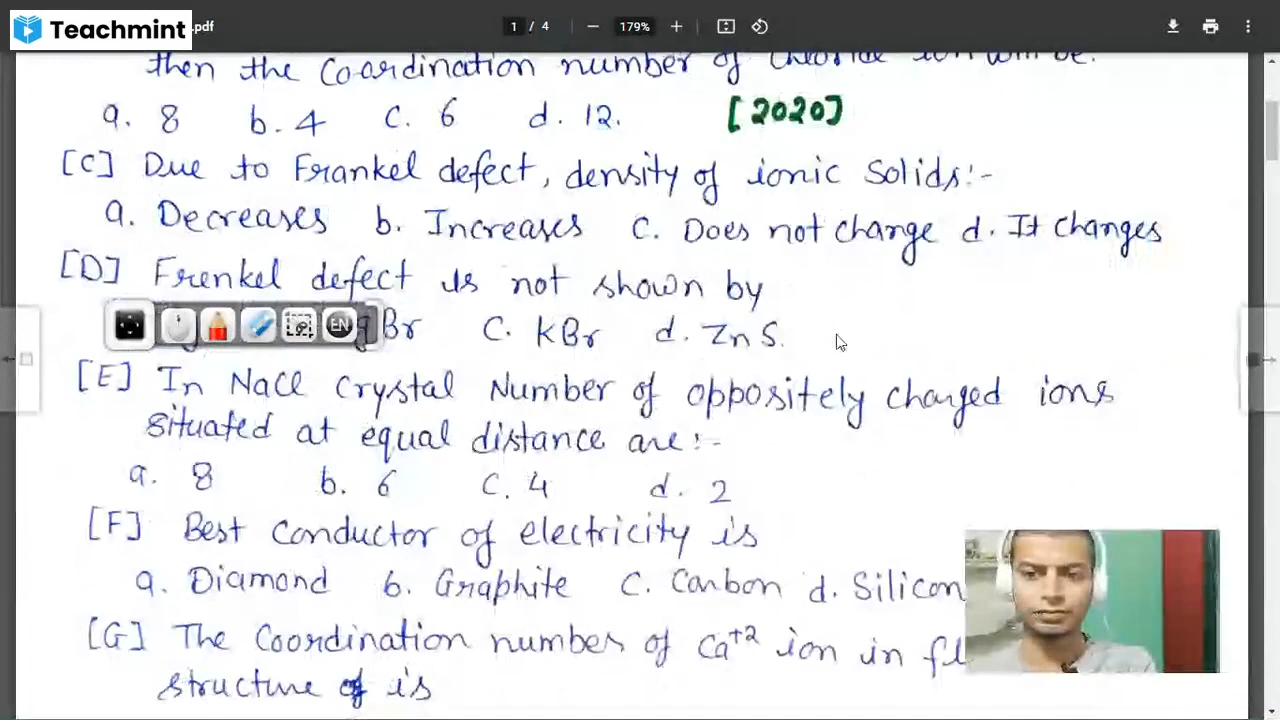 Teachmint
.pdf
1 / 4
179%
then the Coordination number of
a. 8 b. 4 c. 6 d. 12. [2020]
[C] Due to Frankel defect, density of ionic Solids:-
a. Decreases b. Increases c. Does not change d. It changes
[D] Frenkel defect is not shown by
EN
Br c. KBr d. ZnS.
[E] In NaCl Crystal Number of oppositely charged ions
situated at equal distance are:-
a. 8 b. 6 c. 4 d. 2
[F] Best Conductor of electricity is
a. Diamond b. Graphite c. Carbon d. Silicon
[G] The Coordination number of Ca+2 ion in
structure of is